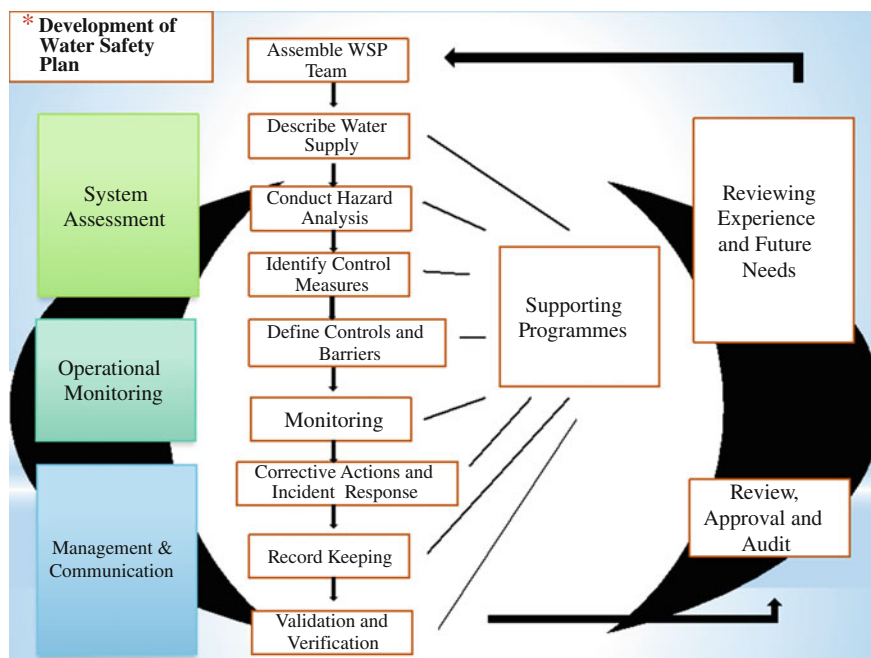 * Development of
Water Safety
Plan
Assemble WSP
Team
Describe Water
Supply
Conduct Hazard
Analysis
Identify Control
Measures
Define Controls and
Barriers
Monitoring
Corrective Actions and
Incident Response
Record Keeping
Validation and
Verification
System
Assessment
Operational
Monitoring
Management &
Communication
Supporting
Programmes
Reviewing
Experience
and Future
Needs
Review,
Approval and
Audit